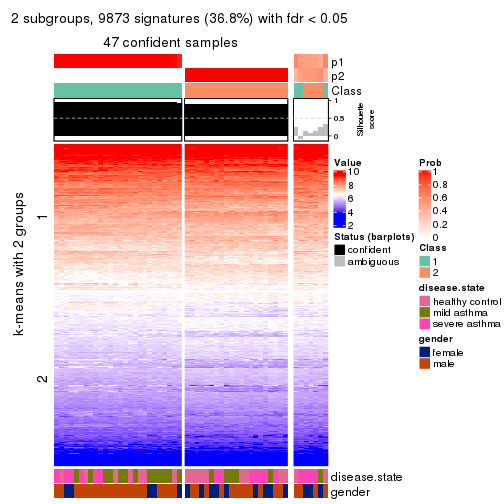 2 subgroups, 9873 signatures (36.8%) with fdr < 0.05
47 confident samples
p1
p2
Class
1
0.5
0
Silhouette
score
k-means with 2 groups
1
2
Value
10
8
6
4
2
Status (barplots)
confident
ambiguous
Prob
1
0.8
0.6
0.4
0.2
0
Class
1
2
disease.state
healthy control
mild asthma
severe asthma
gender
female
male
disease.state
gender